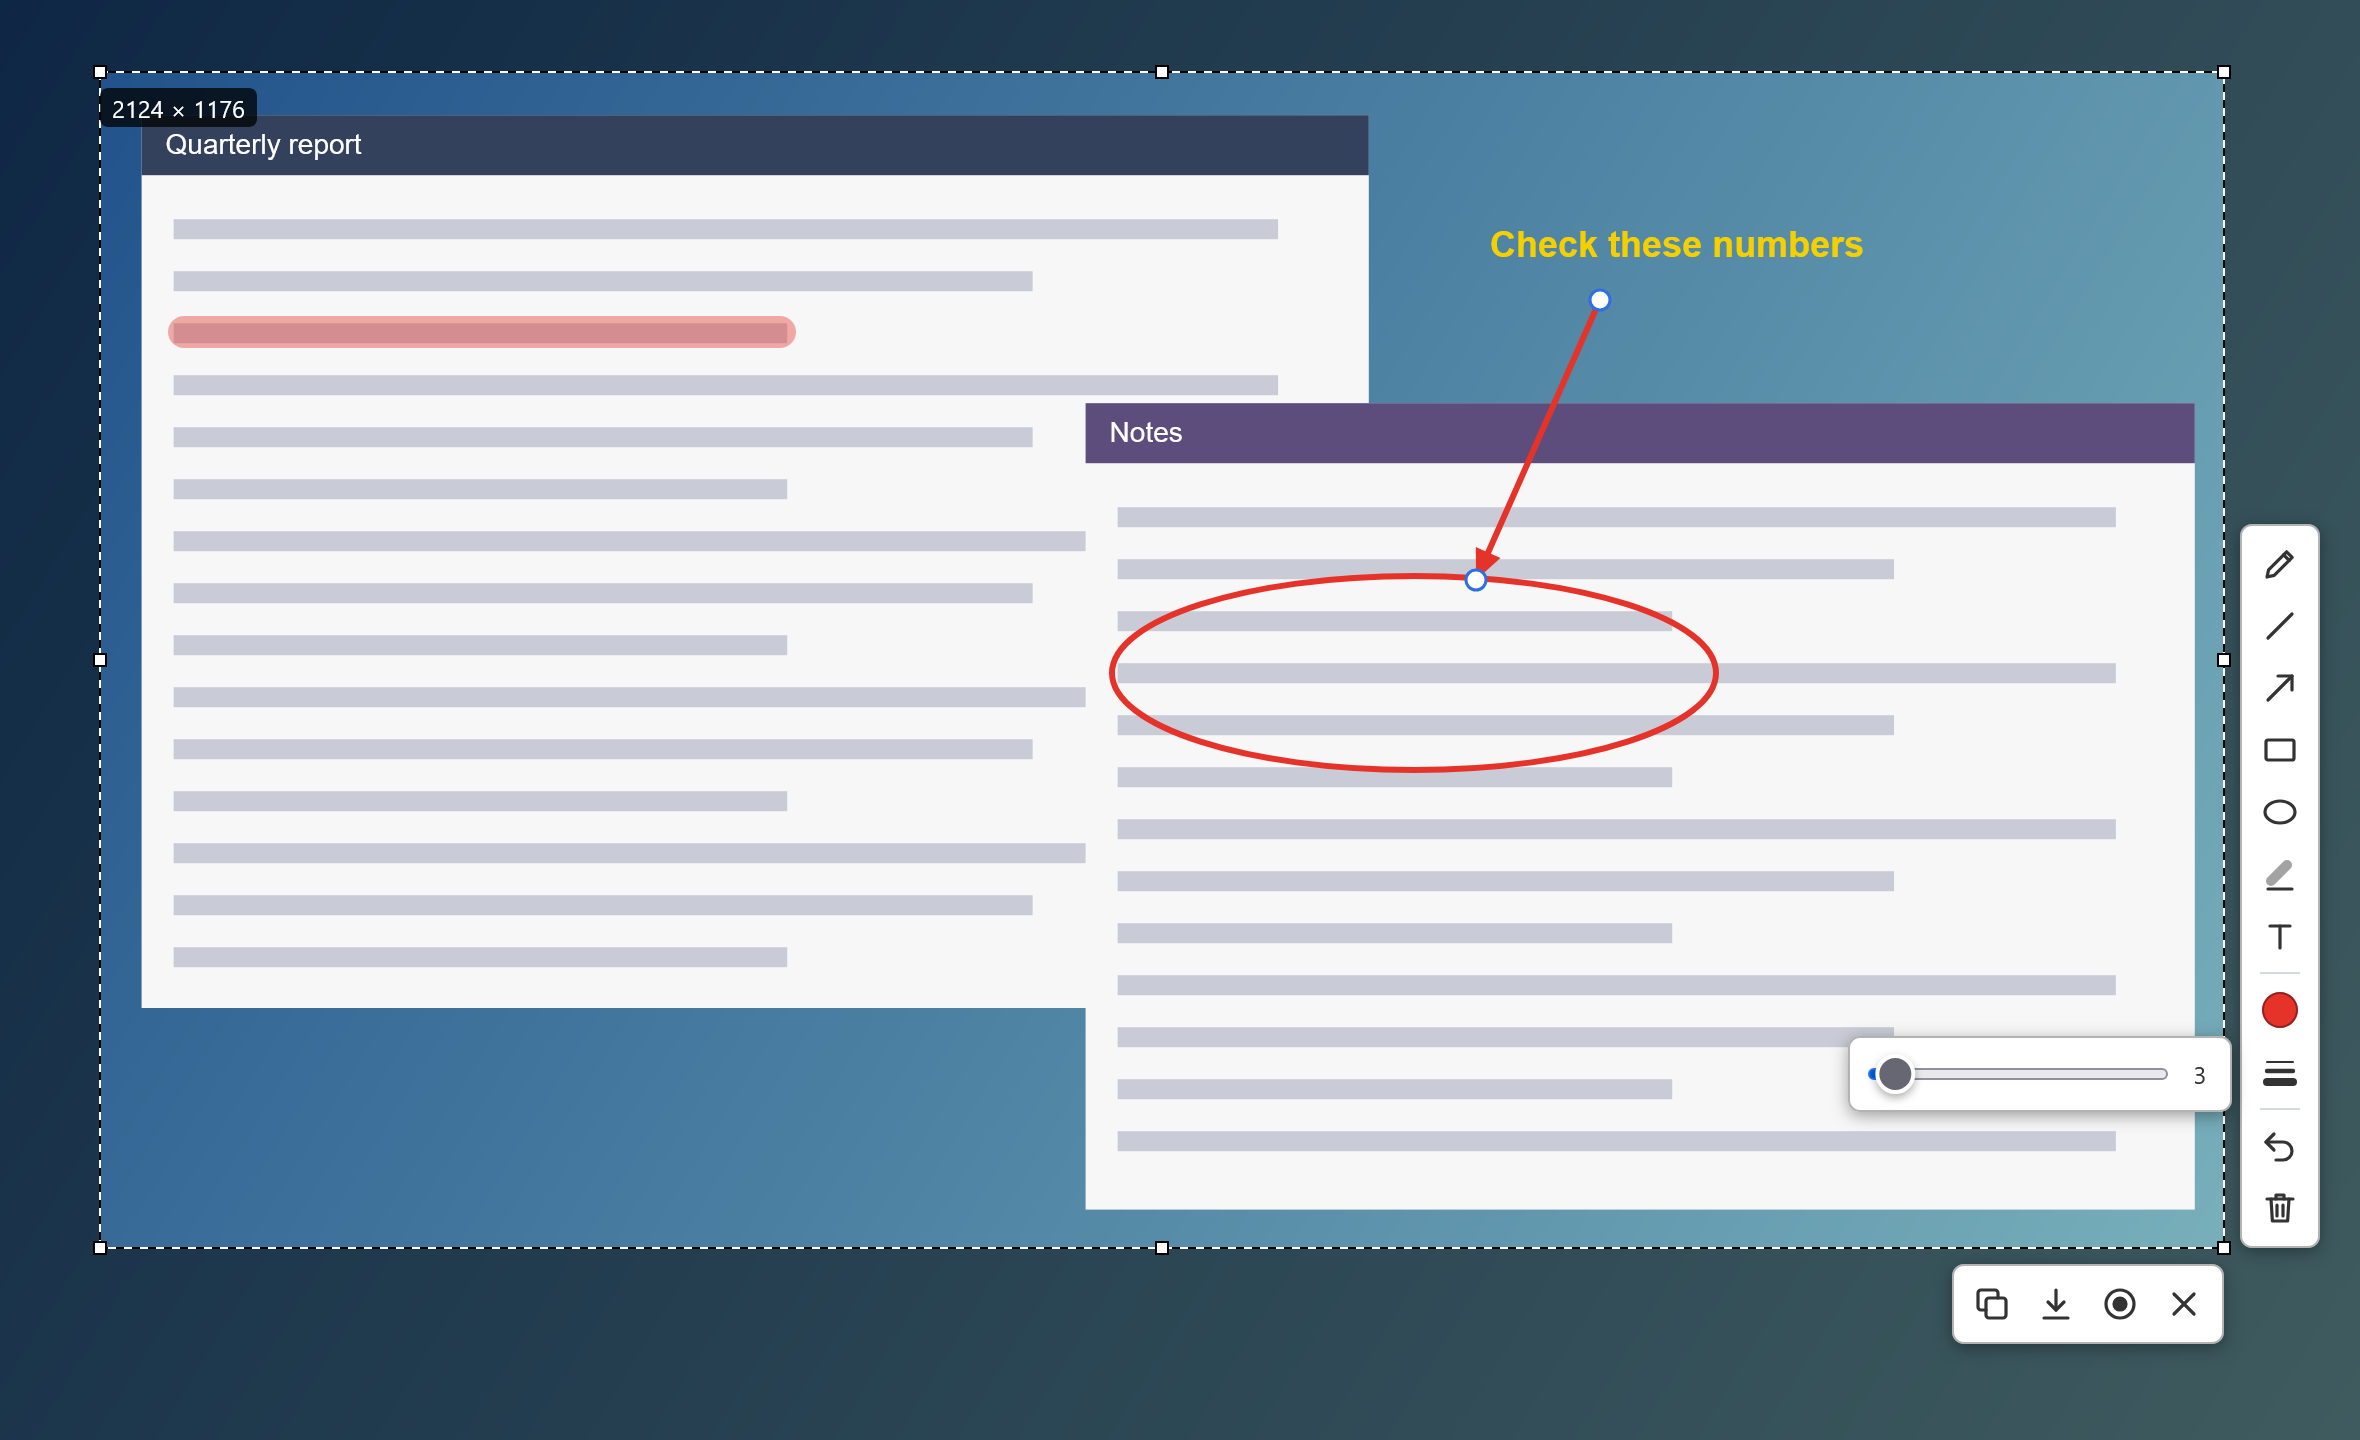 2124 × 1176
Quarterly report
Check these numbers
Notes
3